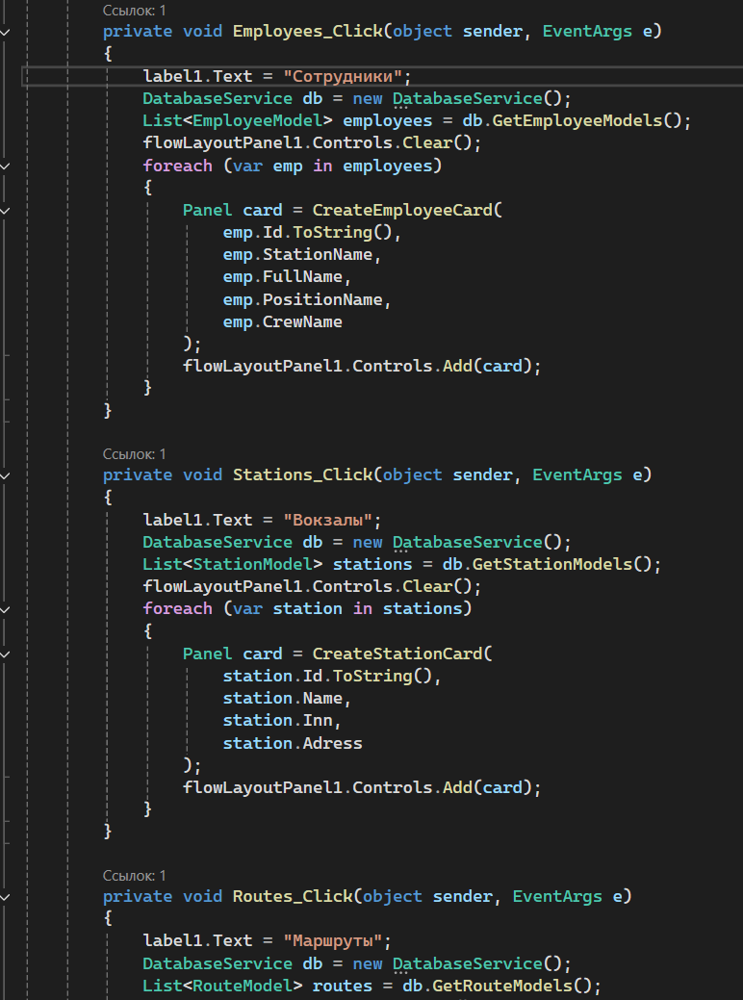 Ссылок: 1
private void Employees_Click(object sender, EventArgs e)
{
label1.Text = "Сотрудники";
DatabaseService db = new DatabaseService();
List<EmployeeModel> employees = db.GetEmployeeModels();
flowLayoutPanel1.Controls.Clear();
foreach (var emp in employees)
{
Panel card = CreateEmployeeCard(
emp.Id.ToString(),
emp.StationName,
emp.FullName,
emp.PositionName,
emp.CrewName
);
flowLayoutPanel1.Controls.Add(card);
}
}
Ссылок: 1
private void Stations_Click(object sender, EventArgs e)
{
label1.Text = "Вокзалы";
DatabaseService db = new DatabaseService();
List<StationModel> stations = db.GetStationModels();
flowLayoutPanel1.Controls.Clear();
foreach (var station in stations)
{
Panel card = CreateStationCard(
station.Id.ToString(),
station.Name,
station.Inn,
station.Adress
);
flowLayoutPanel1.Controls.Add(card);
}
}
Ссылок: 1
private void Routes_Click(object sender, EventArgs e)
{
label1.Text = "Маршруты";
DatabaseService db = new DatabaseService();
List<RouteModel> routes = db.GetRouteModels();